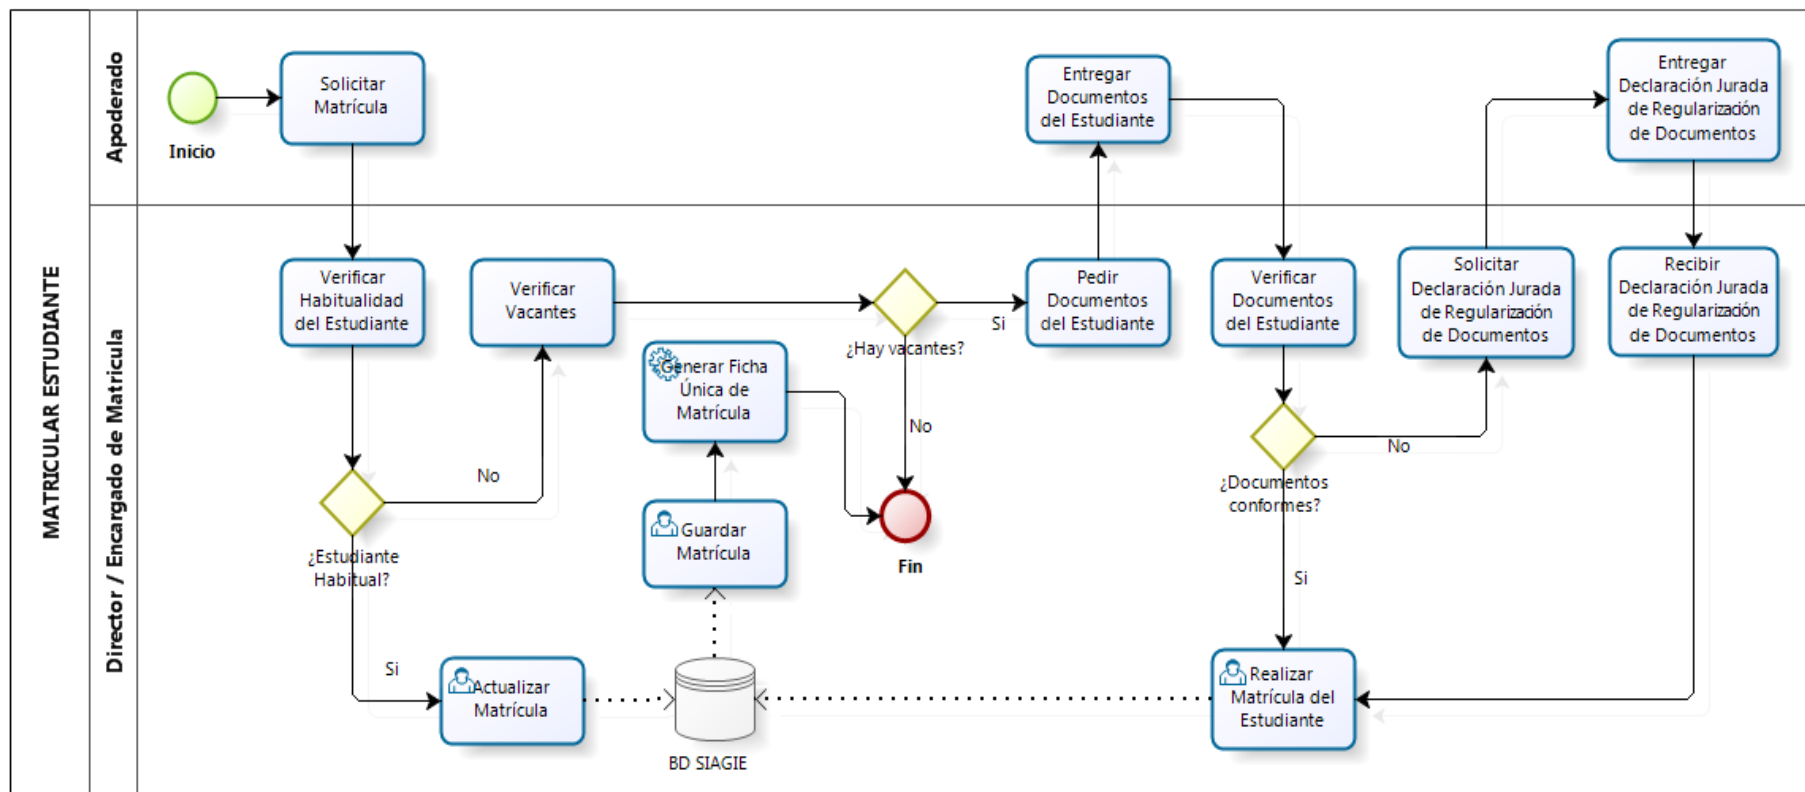 MATRICULAR ESTUDIANTE
Apoderado
Inicio
Solicitar
Matrícula
Entregar
Documentos
del Estudiante
Entregar
Declaración Jurada
de Regularización
de Documentos
Director / Encargado de Matricula
Verificar
Habitualidad
del Estudiante
Verificar
Vacantes
¿Hay vacantes?
Si
No
Pedir
Documentos
del Estudiante
Verificar
Documentos
del Estudiante
Solicitar
Declaración Jurada
de Regularización
de Documentos
Recibir
Declaración Jurada
de Regularización
de Documentos
Generar Ficha
Única de
Matrícula
No
¿Estudiante
Habitual?
Si
Guardar
Matrícula
Fin
No
¿Documentos
conformes?
Si
Actualizar
Matrícula
BD SIAGIE
Realizar
Matrícula del
Estudiante